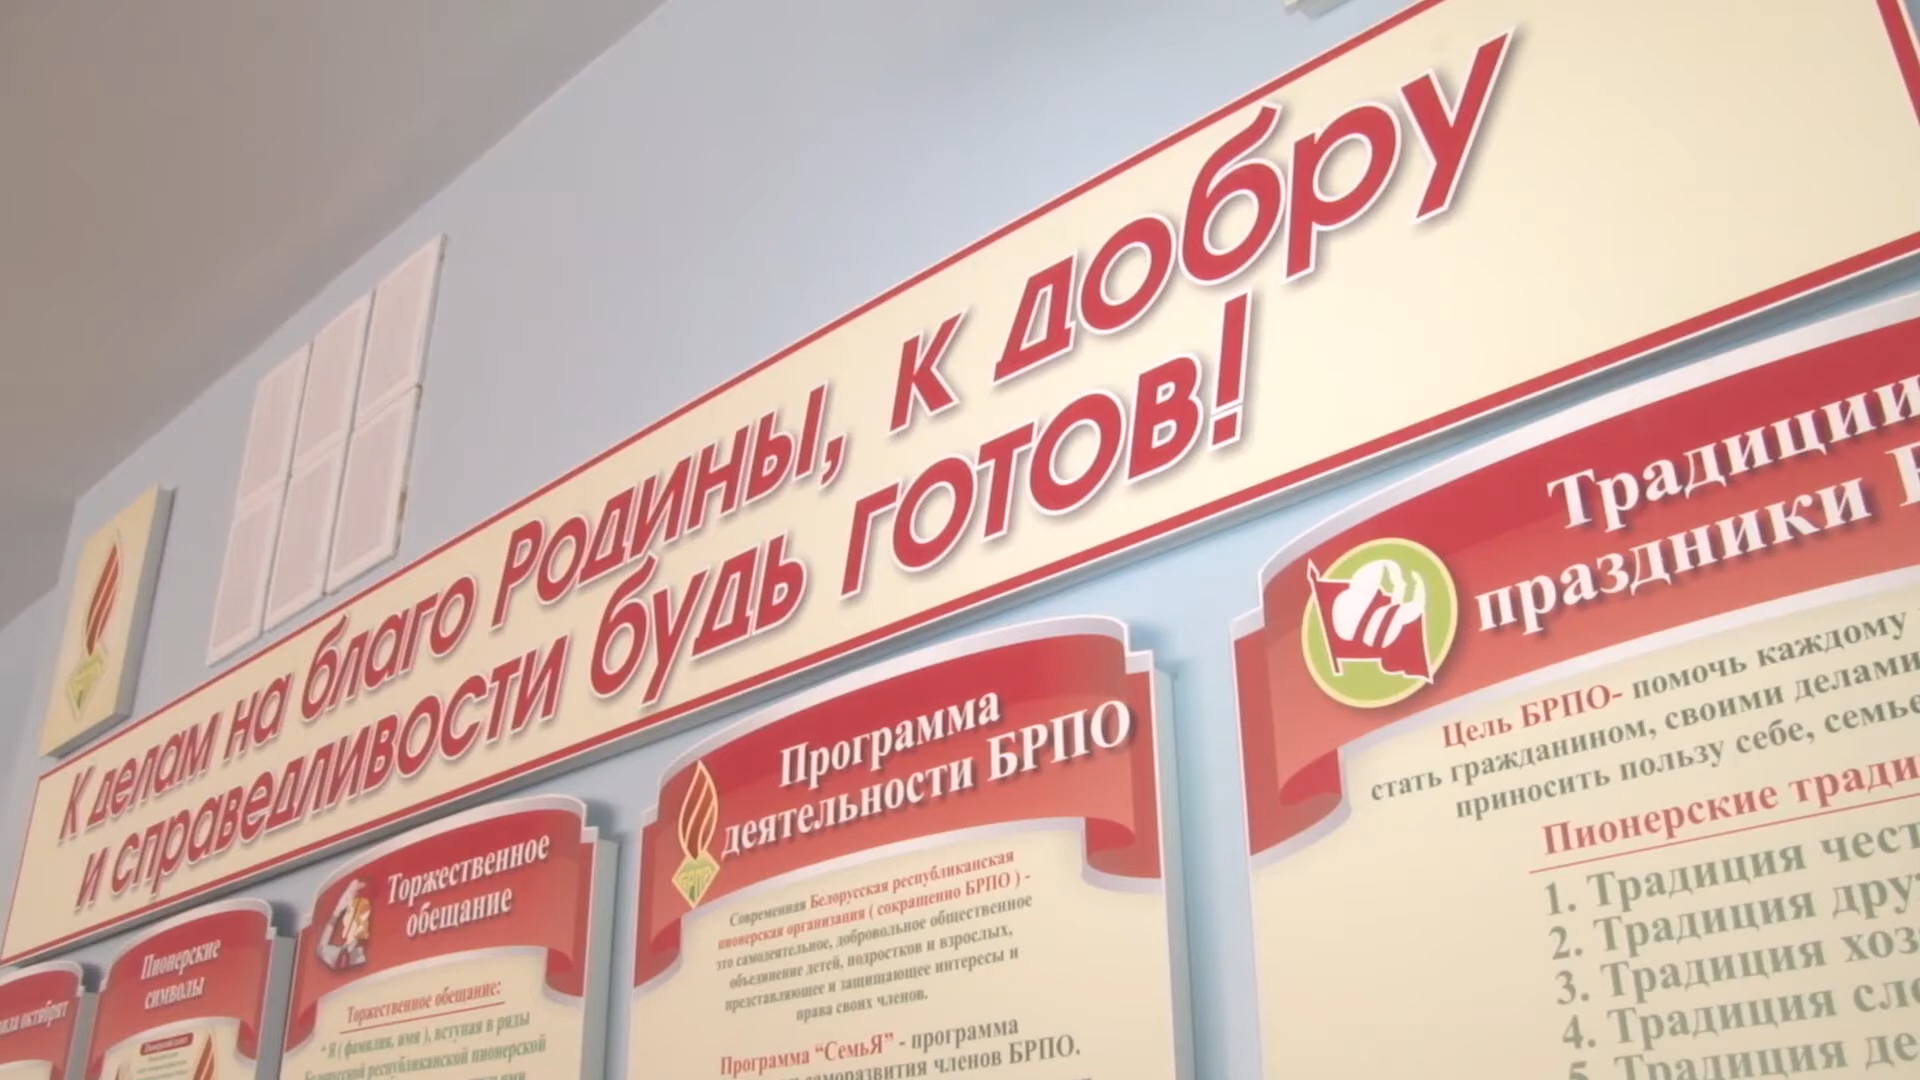 К делам на благо Родины, к добру
и справедливости будь готов!
октябрят
Пионерские
символы
Торжественное
обещание
Торжественное обещание:
" Я ( фамилия, имя ), вступая в ряды
Белорусской республиканской пионерской
Программа
деятельности БРПО
Современная Белорусская республиканская
пионерская организация ( сокращенно БРПО ) -
это самодеятельное, добровольное общественное
объединение детей, подростков и взрослых,
представляющее и защищающее интересы и
права своих членов.
Программа “СемьЯ” - программа
саморазвития членов БРПО.
Традиции
праздники
Цель БРПО- помочь каждому
стать гражданином, своими делами
приносить пользу себе, семье
Пионерские тради
1. Традиция чест
2. Традиция дру
3. Традиция хоз
4. Традиция сло
5. Традиция де